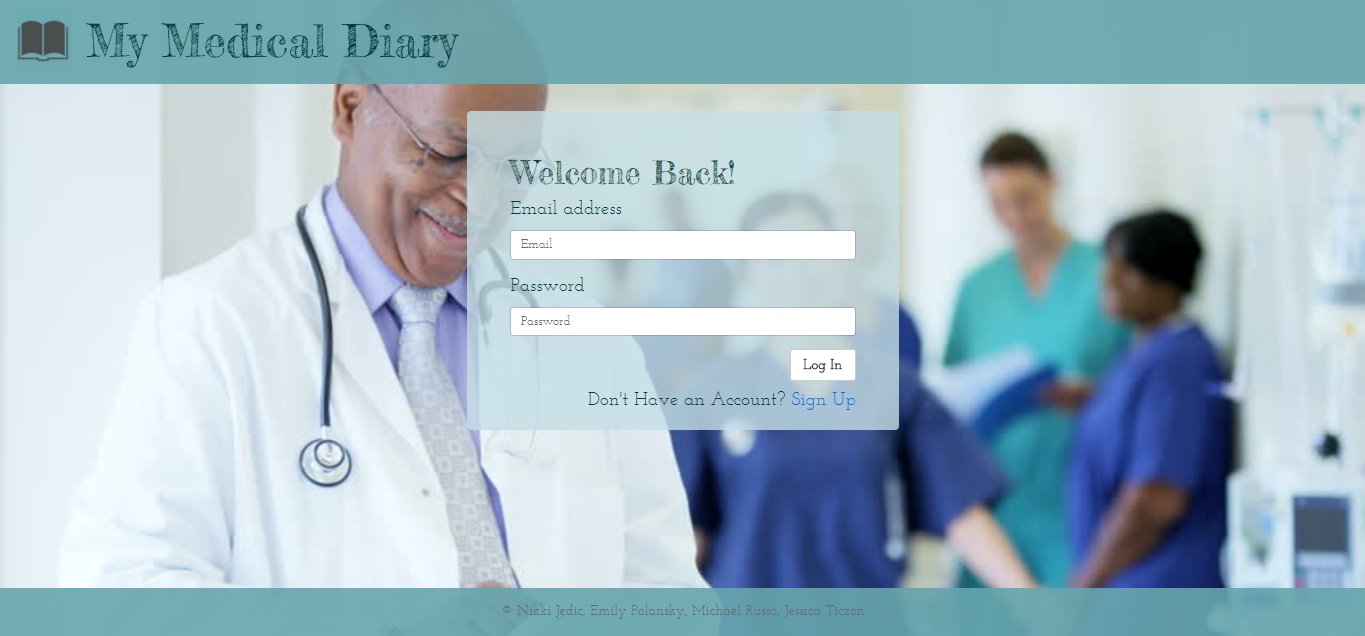 My Medical Diary
Welcome Back!
Email address
Email
Password
Password
Log In
Don't Have an Account? Sign Up
© Nikki Jedic, Emily Polansky, Michael Russo, Jessica Ticzon